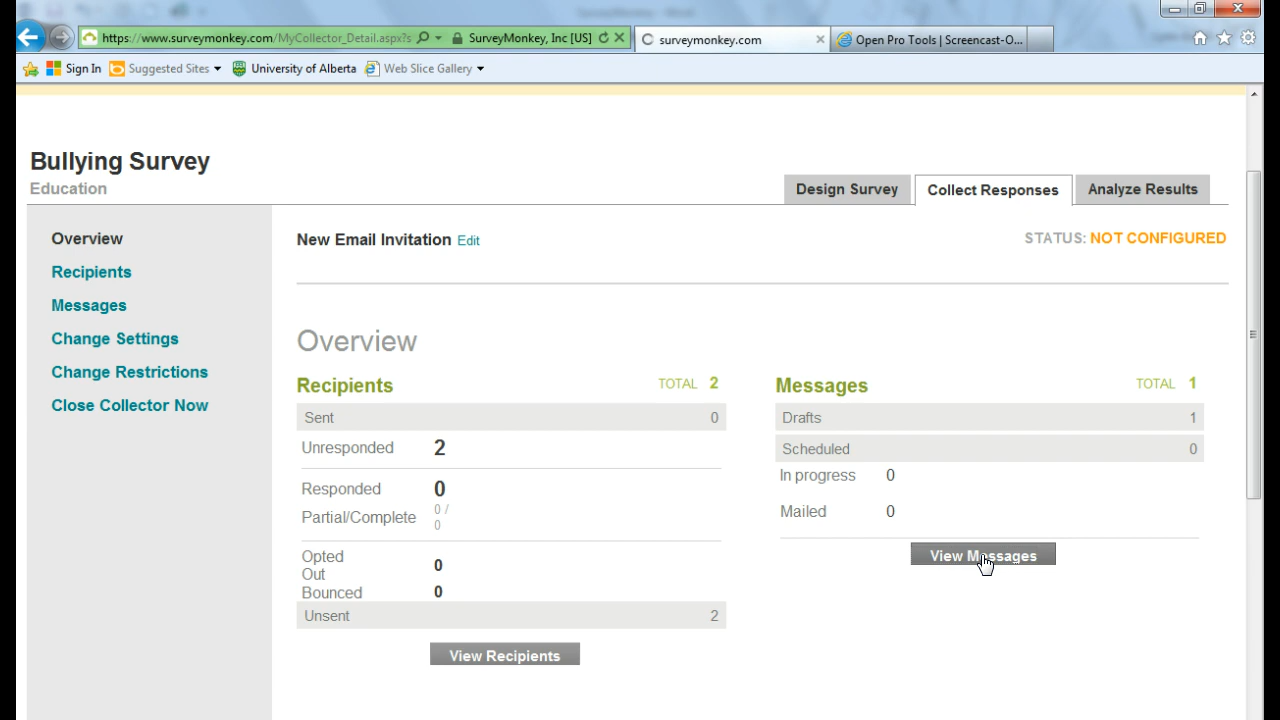 https://www.surveymonkey.com/MyCollector_Detail.aspx?s
SurveyMonkey, Inc [US]
surveymonkey.com
Open Pro Tools | Screencast-O...
Sign In
Suggested Sites
University of Alberta
Web Slice Gallery
Bullying Survey
Education
Design Survey
Collect Responses
Analyze Results
Overview
Recipients
Messages
Change Settings
Change Restrictions
Close Collector Now
New Email Invitation Edit
STATUS: NOT CONFIGURED
Overview
Recipients TOTAL 2
Sent 0
Unresponded 2
Responded 0
Partial/Complete 0 /
0
Opted
Out 0
Bounced 0
Unsent 2
View Recipients
Messages TOTAL 1
Drafts 1
Scheduled 0
In progress 0
Mailed 0
View Messages